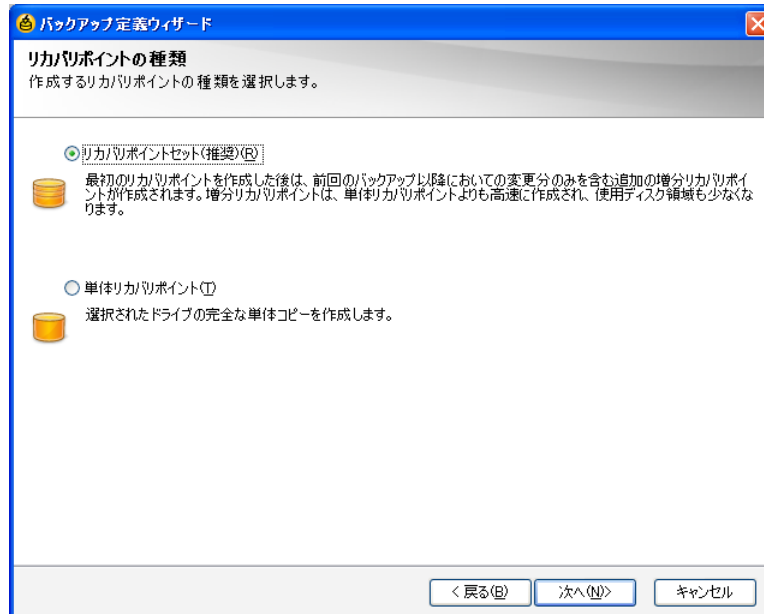 バックアップ定義ウィザード
リカバリポイントの種類
作成するリカバリポイントの種類を選択します。
リカバリポイントセット(推奨)(R)
最初のリカバリポイントを作成した後は、前回のバックアップ以降においての変更分のみを含む追加の増分リカバリポイ
ントが作成されます。増分リカバリポイントは、単体リカバリポイントよりも高速に作成され、使用ディスク領域も少なくな
ります。
単体リカバリポイント(T)
選択されたドライブの完全な単体コピーを作成します。
< 戻る(B) 次へ(N)> キャンセル